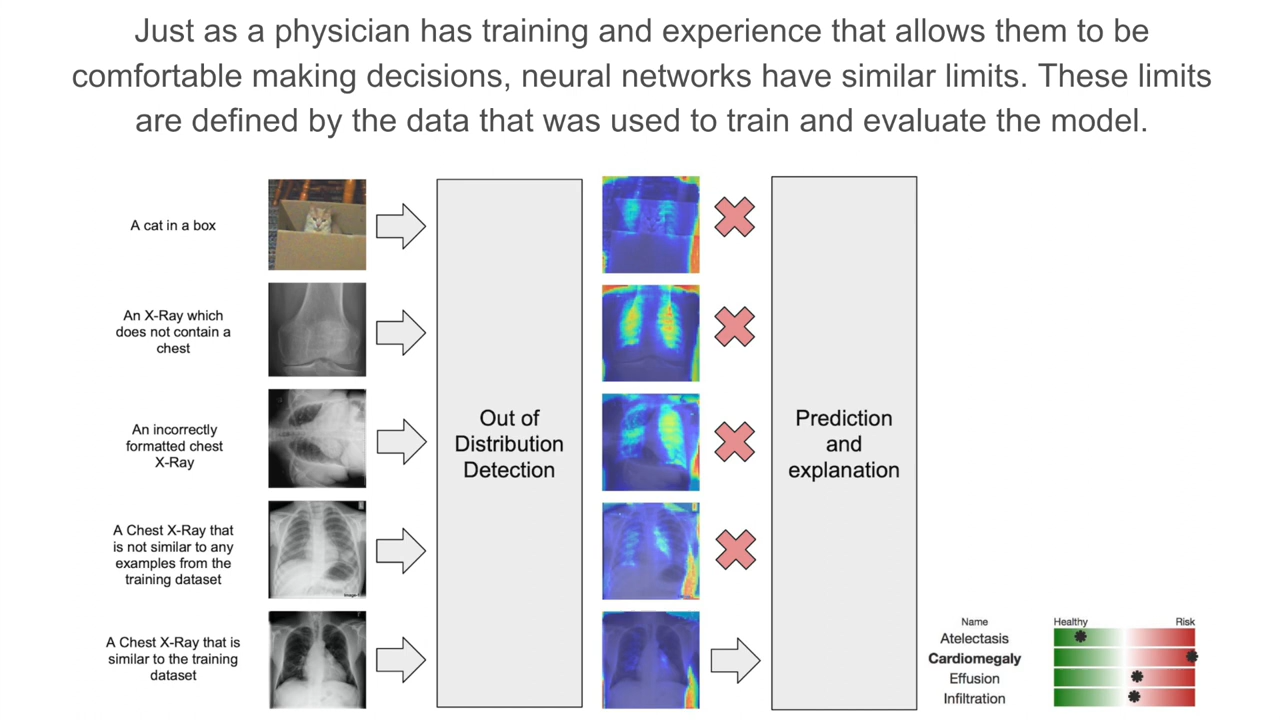 Just as a physician has training and experience that allows them to be
comfortable making decisions, neural networks have similar limits. These limits
are defined by the data that was used to train and evaluate the model.
A cat in a box
An X-Ray which
does not contain a
chest
An incorrectly
formatted chest
X-Ray
A Chest X-Ray that
is not similar to any
examples from the
training dataset
A Chest X-Ray that is
similar to the training
dataset
Out of
Distribution
Detection
Prediction
and
explanation
Name Healthy Risk
Atelectasis
Cardiomegaly
Effusion
Infiltration